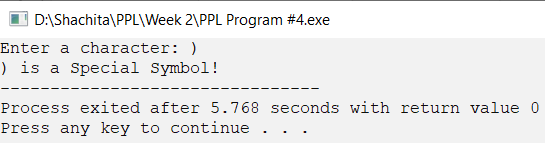 D:\Shachita\PPL\Week 2\PPL Program #4.exe
Enter a character: )
) is a Special Symbol!
--------------------------------
Process exited after 5.768 seconds with return value 0
Press any key to continue . . .